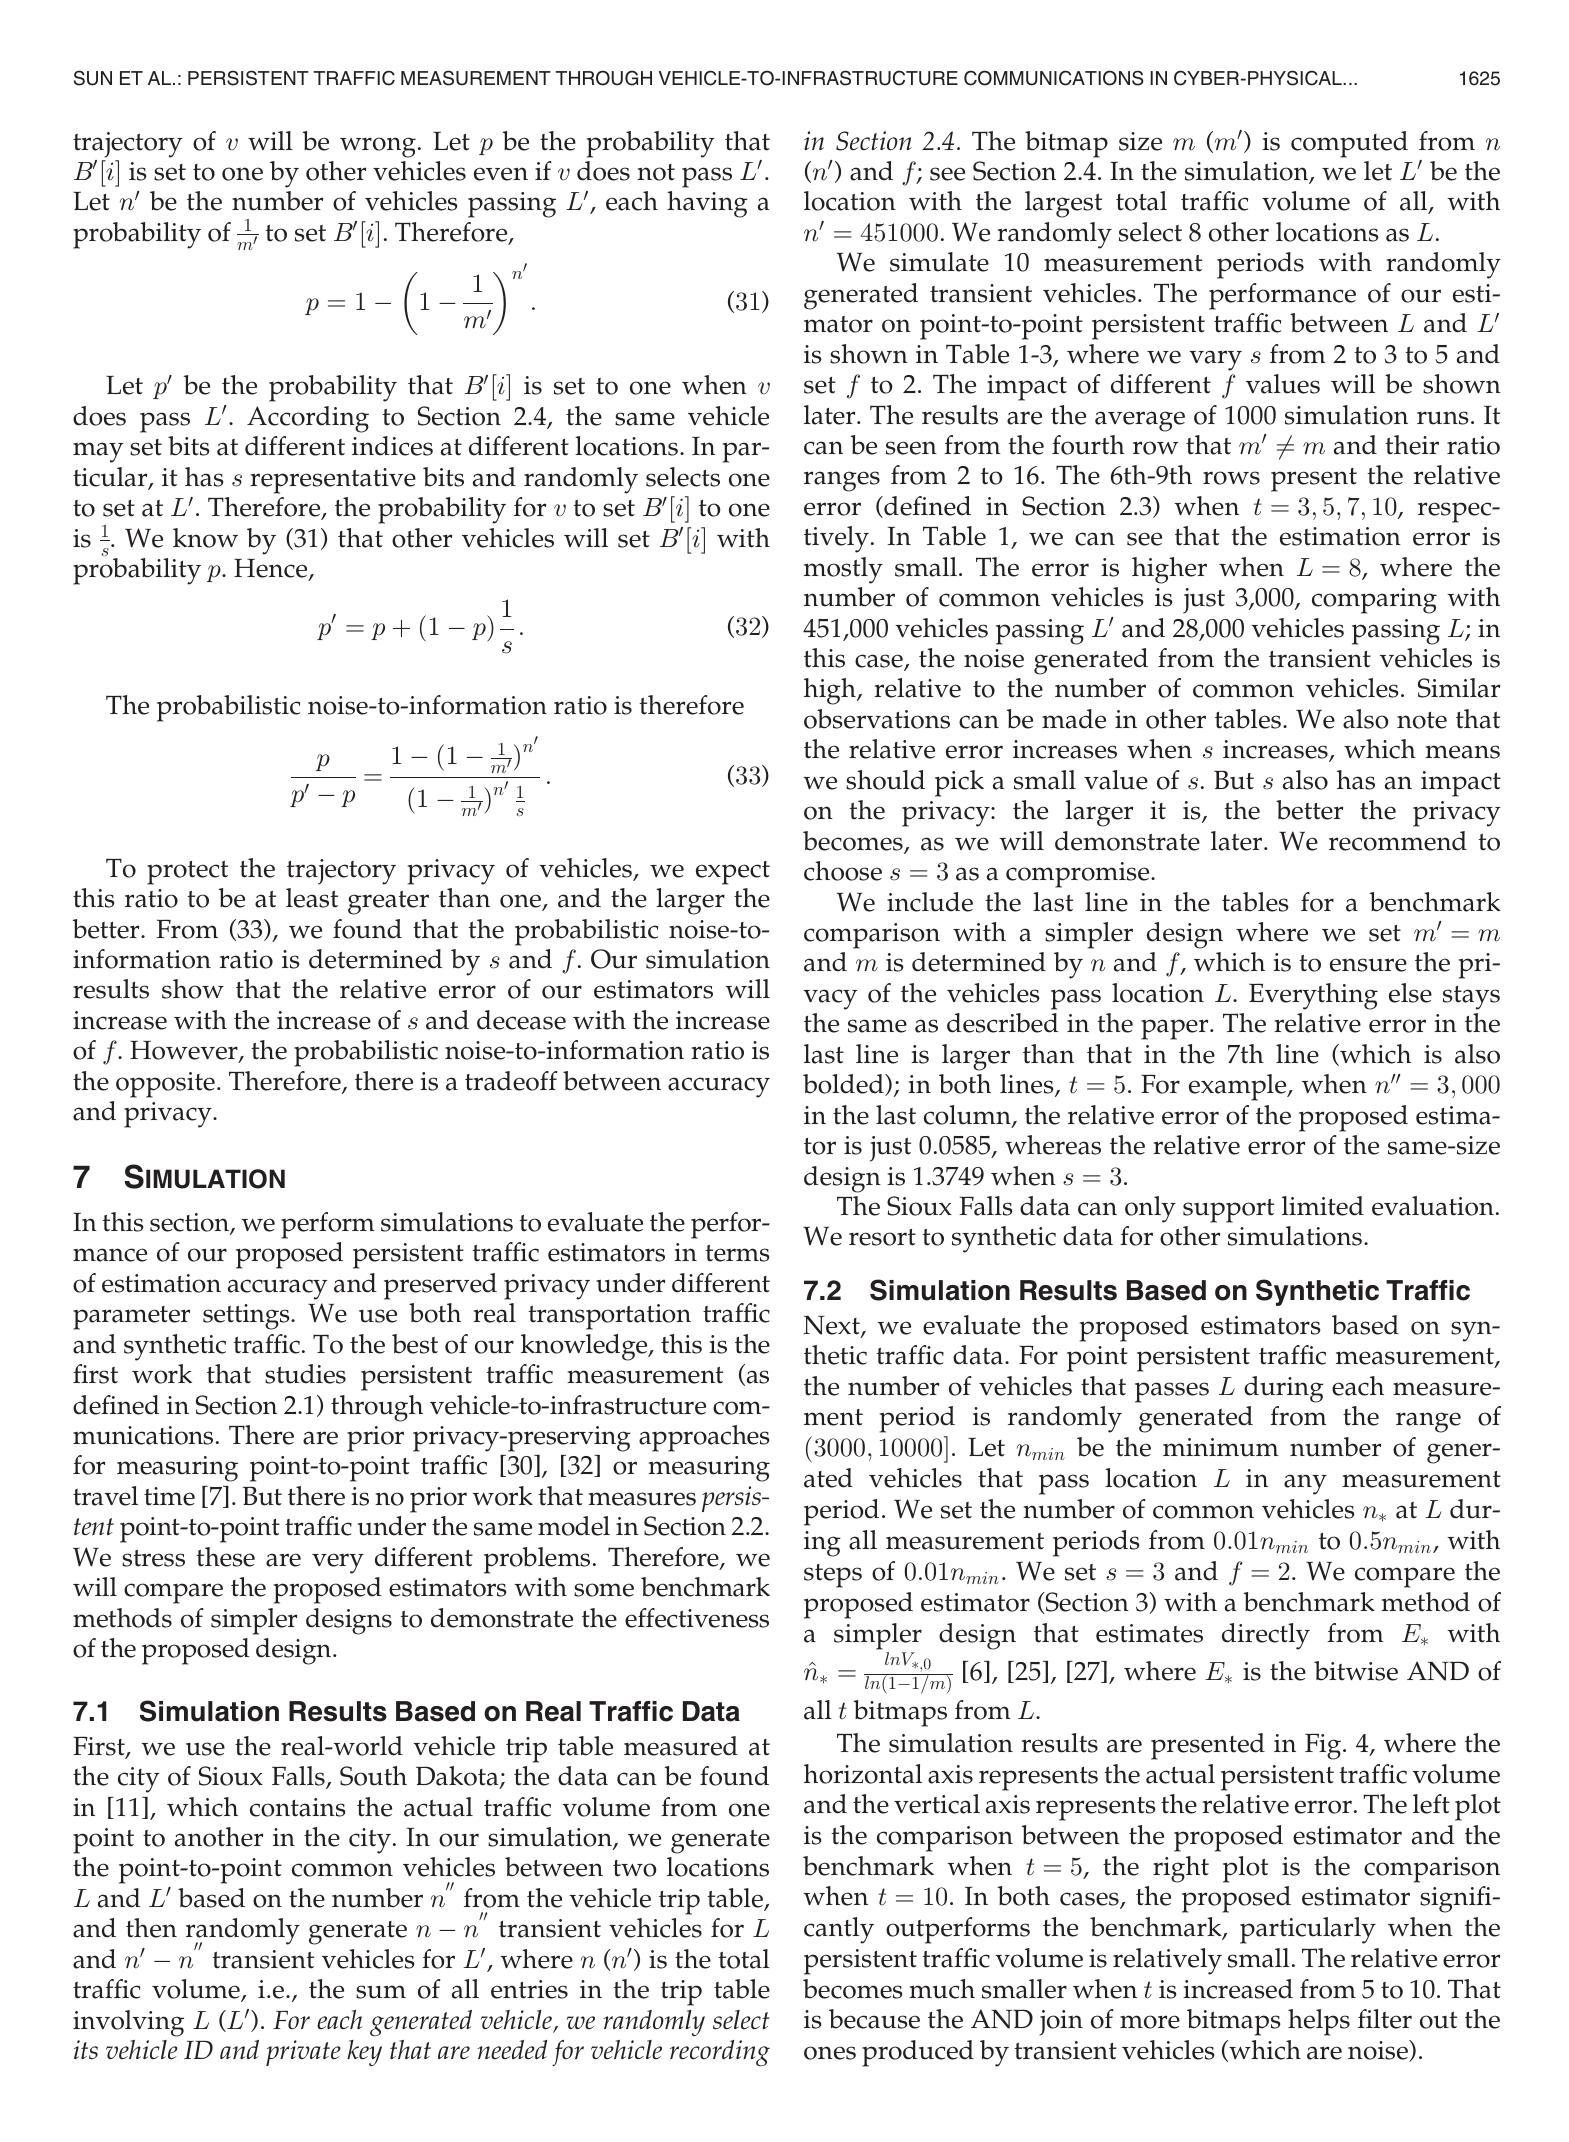 SUN ET AL.: PERSISTENT TRAFFIC MEASUREMENT THROUGH VEHICLE-TO-INFRASTRUCTURE COMMUNICATIONS IN CYBER-PHYSICAL... 1625
trajectory of v will be wrong. Let p be the probability that
B′[i] is set to one by other vehicles even if v does not pass L′.
Let n′ be the number of vehicles passing L′, each having a
probability of 1/m′ to set B′[i]. Therefore,
p = 1 − (1 − 1/m′)^n′. (31)
Let p′ be the probability that B′[i] is set to one when v
does pass L′. According to Section 2.4, the same vehicle
may set bits at different indices at different locations. In par-
ticular, it has s representative bits and randomly selects one
to set at L′. Therefore, the probability for v to set B′[i] to one
is 1/s. We know by (31) that other vehicles will set B′[i] with
probability p. Hence,
p′ = p + (1 − p)1/s. (32)
The probabilistic noise-to-information ratio is therefore
p/(p′ − p) = (1 − (1 − 1/m′)^n′)/((1 − 1/m′)^n′ 1/s). (33)
To protect the trajectory privacy of vehicles, we expect
this ratio to be at least greater than one, and the larger the
better. From (33), we found that the probabilistic noise-to-
information ratio is determined by s and f. Our simulation
results show that the relative error of our estimators will
increase with the increase of s and decease with the increase
of f. However, the probabilistic noise-to-information ratio is
the opposite. Therefore, there is a tradeoff between accuracy
and privacy.
7 SIMULATION
In this section, we perform simulations to evaluate the perfor-
mance of our proposed persistent traffic estimators in terms
of estimation accuracy and preserved privacy under different
parameter settings. We use both real transportation traffic
and synthetic traffic. To the best of our knowledge, this is the
first work that studies persistent traffic measurement (as
defined in Section 2.1) through vehicle-to-infrastructure com-
munications. There are prior privacy-preserving approaches
for measuring point-to-point traffic [30], [32] or measuring
travel time [7]. But there is no prior work that measures persis-
tent point-to-point traffic under the same model in Section 2.2.
We stress these are very different problems. Therefore, we
will compare the proposed estimators with some benchmark
methods of simpler designs to demonstrate the effectiveness
of the proposed design.
7.1 Simulation Results Based on Real Traffic Data
First, we use the real-world vehicle trip table measured at
the city of Sioux Falls, South Dakota; the data can be found
in [11], which contains the actual traffic volume from one
point to another in the city. In our simulation, we generate
the point-to-point common vehicles between two locations
L and L′ based on the number n″ from the vehicle trip table,
and then randomly generate n − n″ transient vehicles for L
and n′ − n″ transient vehicles for L′, where n (n′) is the total
traffic volume, i.e., the sum of all entries in the trip table
involving L (L′). For each generated vehicle, we randomly select
its vehicle ID and private key that are needed for vehicle recording
in Section 2.4. The bitmap size m (m′) is computed from n
(n′) and f; see Section 2.4. In the simulation, we let L′ be the
location with the largest total traffic volume of all, with
n′ = 451000. We randomly select 8 other locations as L.
We simulate 10 measurement periods with randomly
generated transient vehicles. The performance of our esti-
mator on point-to-point persistent traffic between L and L′
is shown in Table 1-3, where we vary s from 2 to 3 to 5 and
set f to 2. The impact of different f values will be shown
later. The results are the average of 1000 simulation runs. It
can be seen from the fourth row that m′ ≠ m and their ratio
ranges from 2 to 16. The 6th-9th rows present the relative
error (defined in Section 2.3) when t = 3, 5, 7, 10, respec-
tively. In Table 1, we can see that the estimation error is
mostly small. The error is higher when L = 8, where the
number of common vehicles is just 3,000, comparing with
451,000 vehicles passing L′ and 28,000 vehicles passing L; in
this case, the noise generated from the transient vehicles is
high, relative to the number of common vehicles. Similar
observations can be made in other tables. We also note that
the relative error increases when s increases, which means
we should pick a small value of s. But s also has an impact
on the privacy: the larger it is, the better the privacy
becomes, as we will demonstrate later. We recommend to
choose s = 3 as a compromise.
We include the last line in the tables for a benchmark
comparison with a simpler design where we set m′ = m
and m is determined by n and f, which is to ensure the pri-
vacy of the vehicles pass location L. Everything else stays
the same as described in the paper. The relative error in the
last line is larger than that in the 7th line (which is also
bolded); in both lines, t = 5. For example, when n″ = 3, 000
in the last column, the relative error of the proposed estima-
tor is just 0.0585, whereas the relative error of the same-size
design is 1.3749 when s = 3.
The Sioux Falls data can only support limited evaluation.
We resort to synthetic data for other simulations.
7.2 Simulation Results Based on Synthetic Traffic
Next, we evaluate the proposed estimators based on syn-
thetic traffic data. For point persistent traffic measurement,
the number of vehicles that passes L during each measure-
ment period is randomly generated from the range of
(3000, 10000]. Let n_min be the minimum number of gener-
ated vehicles that pass location L in any measurement
period. We set the number of common vehicles n_* at L dur-
ing all measurement periods from 0.01n_min to 0.5n_min, with
steps of 0.01n_min. We set s = 3 and f = 2. We compare the
proposed estimator (Section 3) with a benchmark method of
a simpler design that estimates directly from E_* with
n̂_* = lnV_*,0/ln(1−1/m) [6], [25], [27], where E_* is the bitwise AND of
all t bitmaps from L.
The simulation results are presented in Fig. 4, where the
horizontal axis represents the actual persistent traffic volume
and the vertical axis represents the relative error. The left plot
is the comparison between the proposed estimator and the
benchmark when t = 5, the right plot is the comparison
when t = 10. In both cases, the proposed estimator signifi-
cantly outperforms the benchmark, particularly when the
persistent traffic volume is relatively small. The relative error
becomes much smaller when t is increased from 5 to 10. That
is because the AND join of more bitmaps helps filter out the
ones produced by transient vehicles (which are noise).